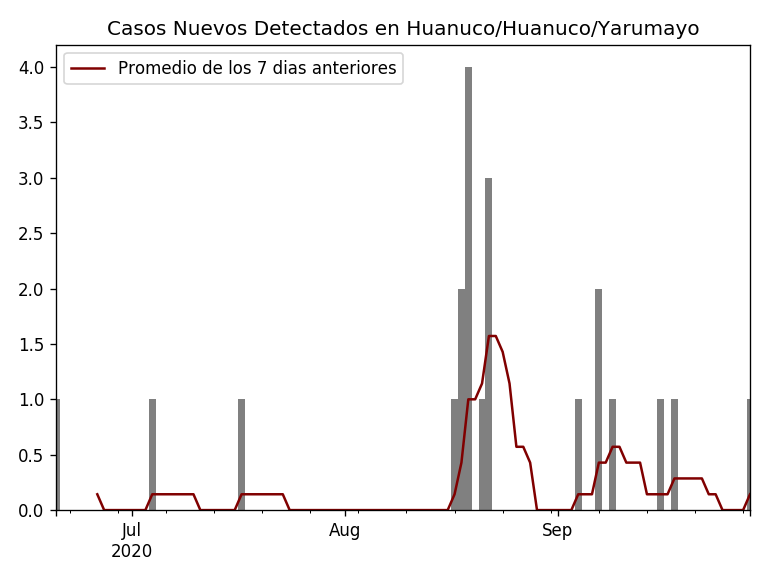 Casos Nuevos Detectados en Huanuco/Huanuco/Yarumayo
Promedio de los 7 dias anteriores
4.0
3.5
3.0
2.5
2.0
1.5
1.0
0.5
0.0
Jul
2020
Aug
Sep